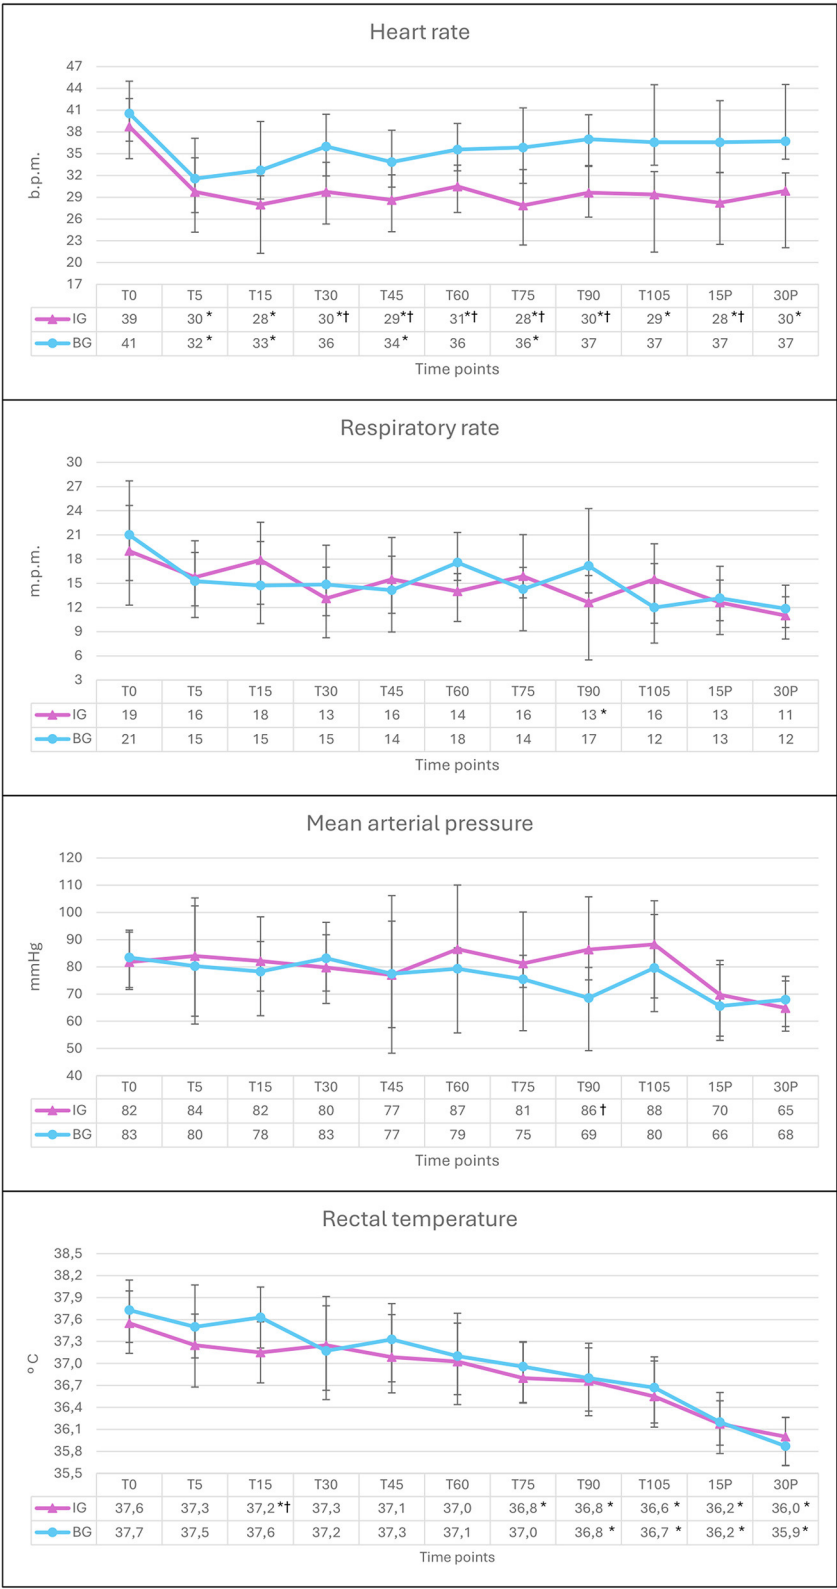 Heart rate
47
44
41
38
35
32
29
26
23
20
17
b.p.m.
T0 T5 T15 T30 T45 T60 T75 T90 T105 15P 30P
IG 39 30 * 28 * 30 *† 29 *† 31 *† 28 *† 30 *† 29 * 28 *† 30 *
BG 41 32 * 33 * 36 34 * 36 36 * 37 37 37 37
Time points
Respiratory rate
30
27
24
21
18
15
12
9
6
3
m.p.m.
T0 T5 T15 T30 T45 T60 T75 T90 T105 15P 30P
IG 19 16 18 13 16 14 16 13 * 16 13 11
BG 21 15 15 15 14 18 14 17 12 13 12
Time points
Mean arterial pressure
120
110
100
90
80
70
60
50
40
mmHg
T0 T5 T15 T30 T45 T60 T75 T90 T105 15P 30P
IG 82 84 82 80 77 87 81 86 † 88 70 65
BG 83 80 78 83 77 79 75 69 80 66 68
Time points
Rectal temperature
38,5
38,2
37,9
37,6
37,3
37,0
36,7
36,4
36,1
35,8
35,5
º C
T0 T5 T15 T30 T45 T60 T75 T90 T105 15P 30P
IG 37,6 37,3 37,2 *† 37,3 37,1 37,0 36,8 * 36,8 * 36,6 * 36,2 * 36,0 *
BG 37,7 37,5 37,6 37,2 37,3 37,1 37,0 36,8 * 36,7 * 36,2 * 35,9 *
Time points